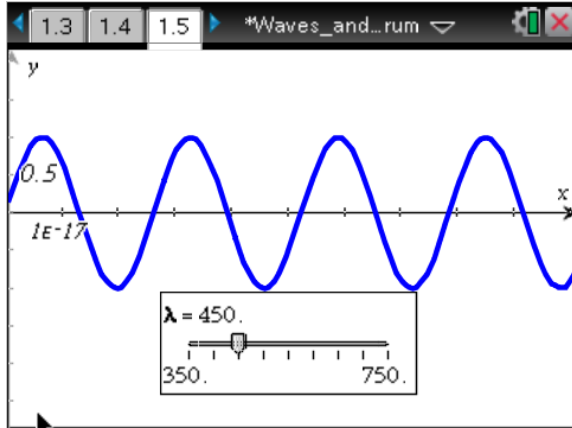 1.3 1.4 1.5 *Waves_and…rum
y
0.5
x
1E-17
λ = 450.
350. 750.